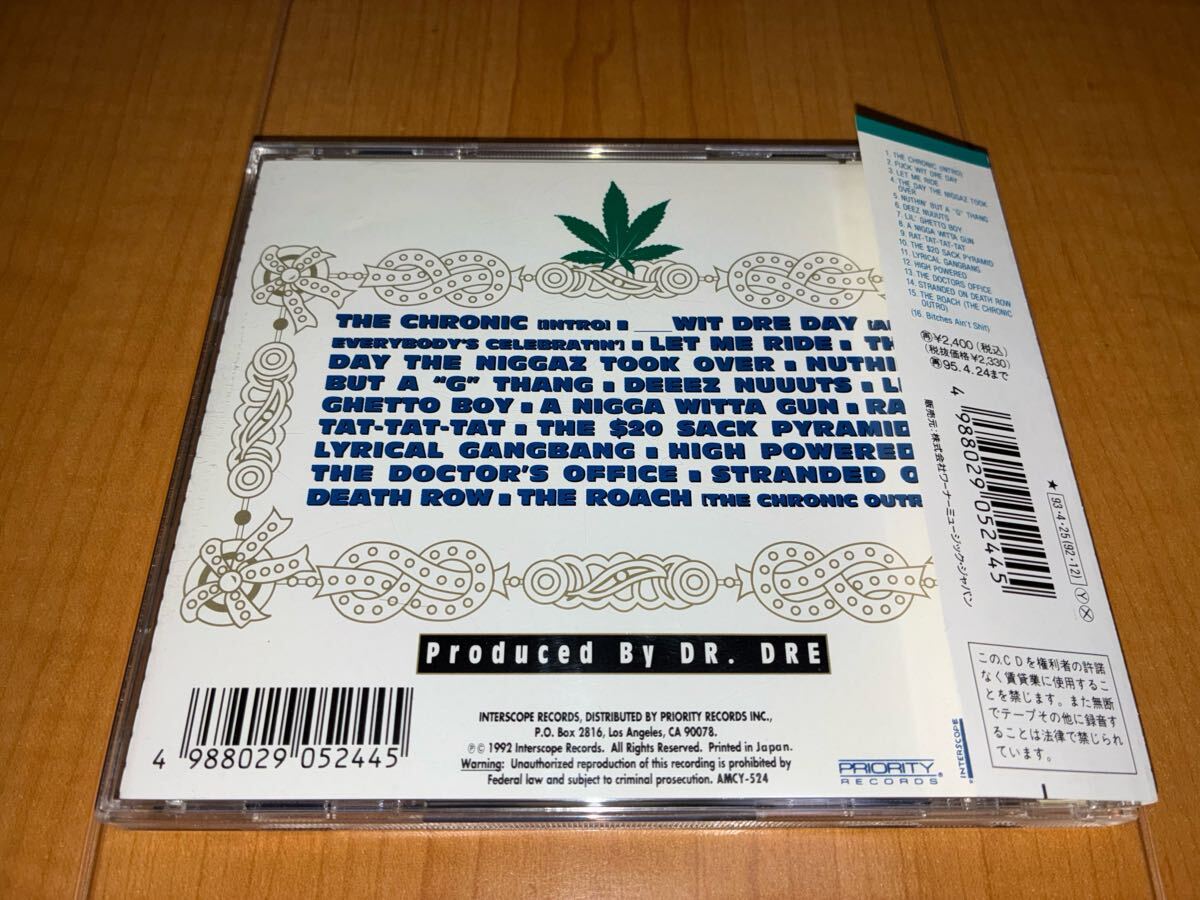 THE CHRONIC [INTRO] ■ ___WIT DRE DAY [A
EVERYBODY'S CELEBRATIN'] ■ LET ME RIDE ■ TH
DAY THE NIGGAZ TOOK OVER ■ NUTHI
BUT A "G" THANG ■ DEEEZ NUUUTS ■ L
GHETTO BOY ■ A NIGGA WITTA GUN ■ RA
TAT-TAT-TAT ■ THE $20 SACK PYRAMID
LYRICAL GANGBANG ■ HIGH POWERED
THE DOCTOR'S OFFICE ■ STRANDED O
DEATH ROW ■ THE ROACH [THE CHRONIC OUTR
Produced By DR. DRE
4 988029 052445
INTERSCOPE RECORDS, DISTRIBUTED BY PRIORITY RECORDS INC.,
P.O. Box 2816, Los Angeles, CA 90078.
℗© 1992 Interscope Records. All Rights Reserved. Printed in Japan.
Warning: Unauthorized reproduction of this recording is prohibited by
Federal law and subject to criminal prosecution. AMCY-524
PRIORITY
RECORDS
1. THE CHRONIC (INTRO)
2. FUCK WIT DRE DAY
3. LET ME RIDE
4. THE DAY THE NIGGAZ TOOK
OVER
5. NUTHIN' BUT A "G" THANG
6. DEEZ NUUUTS
7. LIL' GHETTO BOY
8. A NIGGA WITTA GUN
9. RAT-TAT-TAT-TAT
10. THE $20 SACK PYRAMID
11. LYRICAL GANGBANG
12. HIGH POWERED
13. THE DOCTORS OFFICE
14. STRANDED ON DEATH ROW
15. THE ROACH (THE CHRONIC
OUTRO)
(16. Bitches Ain't Shit)
再¥2,400(税込)
(税抜価格¥2,330)
再95.4.24まで
4 988029 052445
販売元:株式会社ワーナーミュージック・ジャパン
★ 93・4・25(92・12) Y X
INTERSCOPE
このCDを権利者の許諾
なく賃貸業に使用するこ
とを禁じます。また無断
でテープその他に録音す
ることは法律で禁じられ
ています。